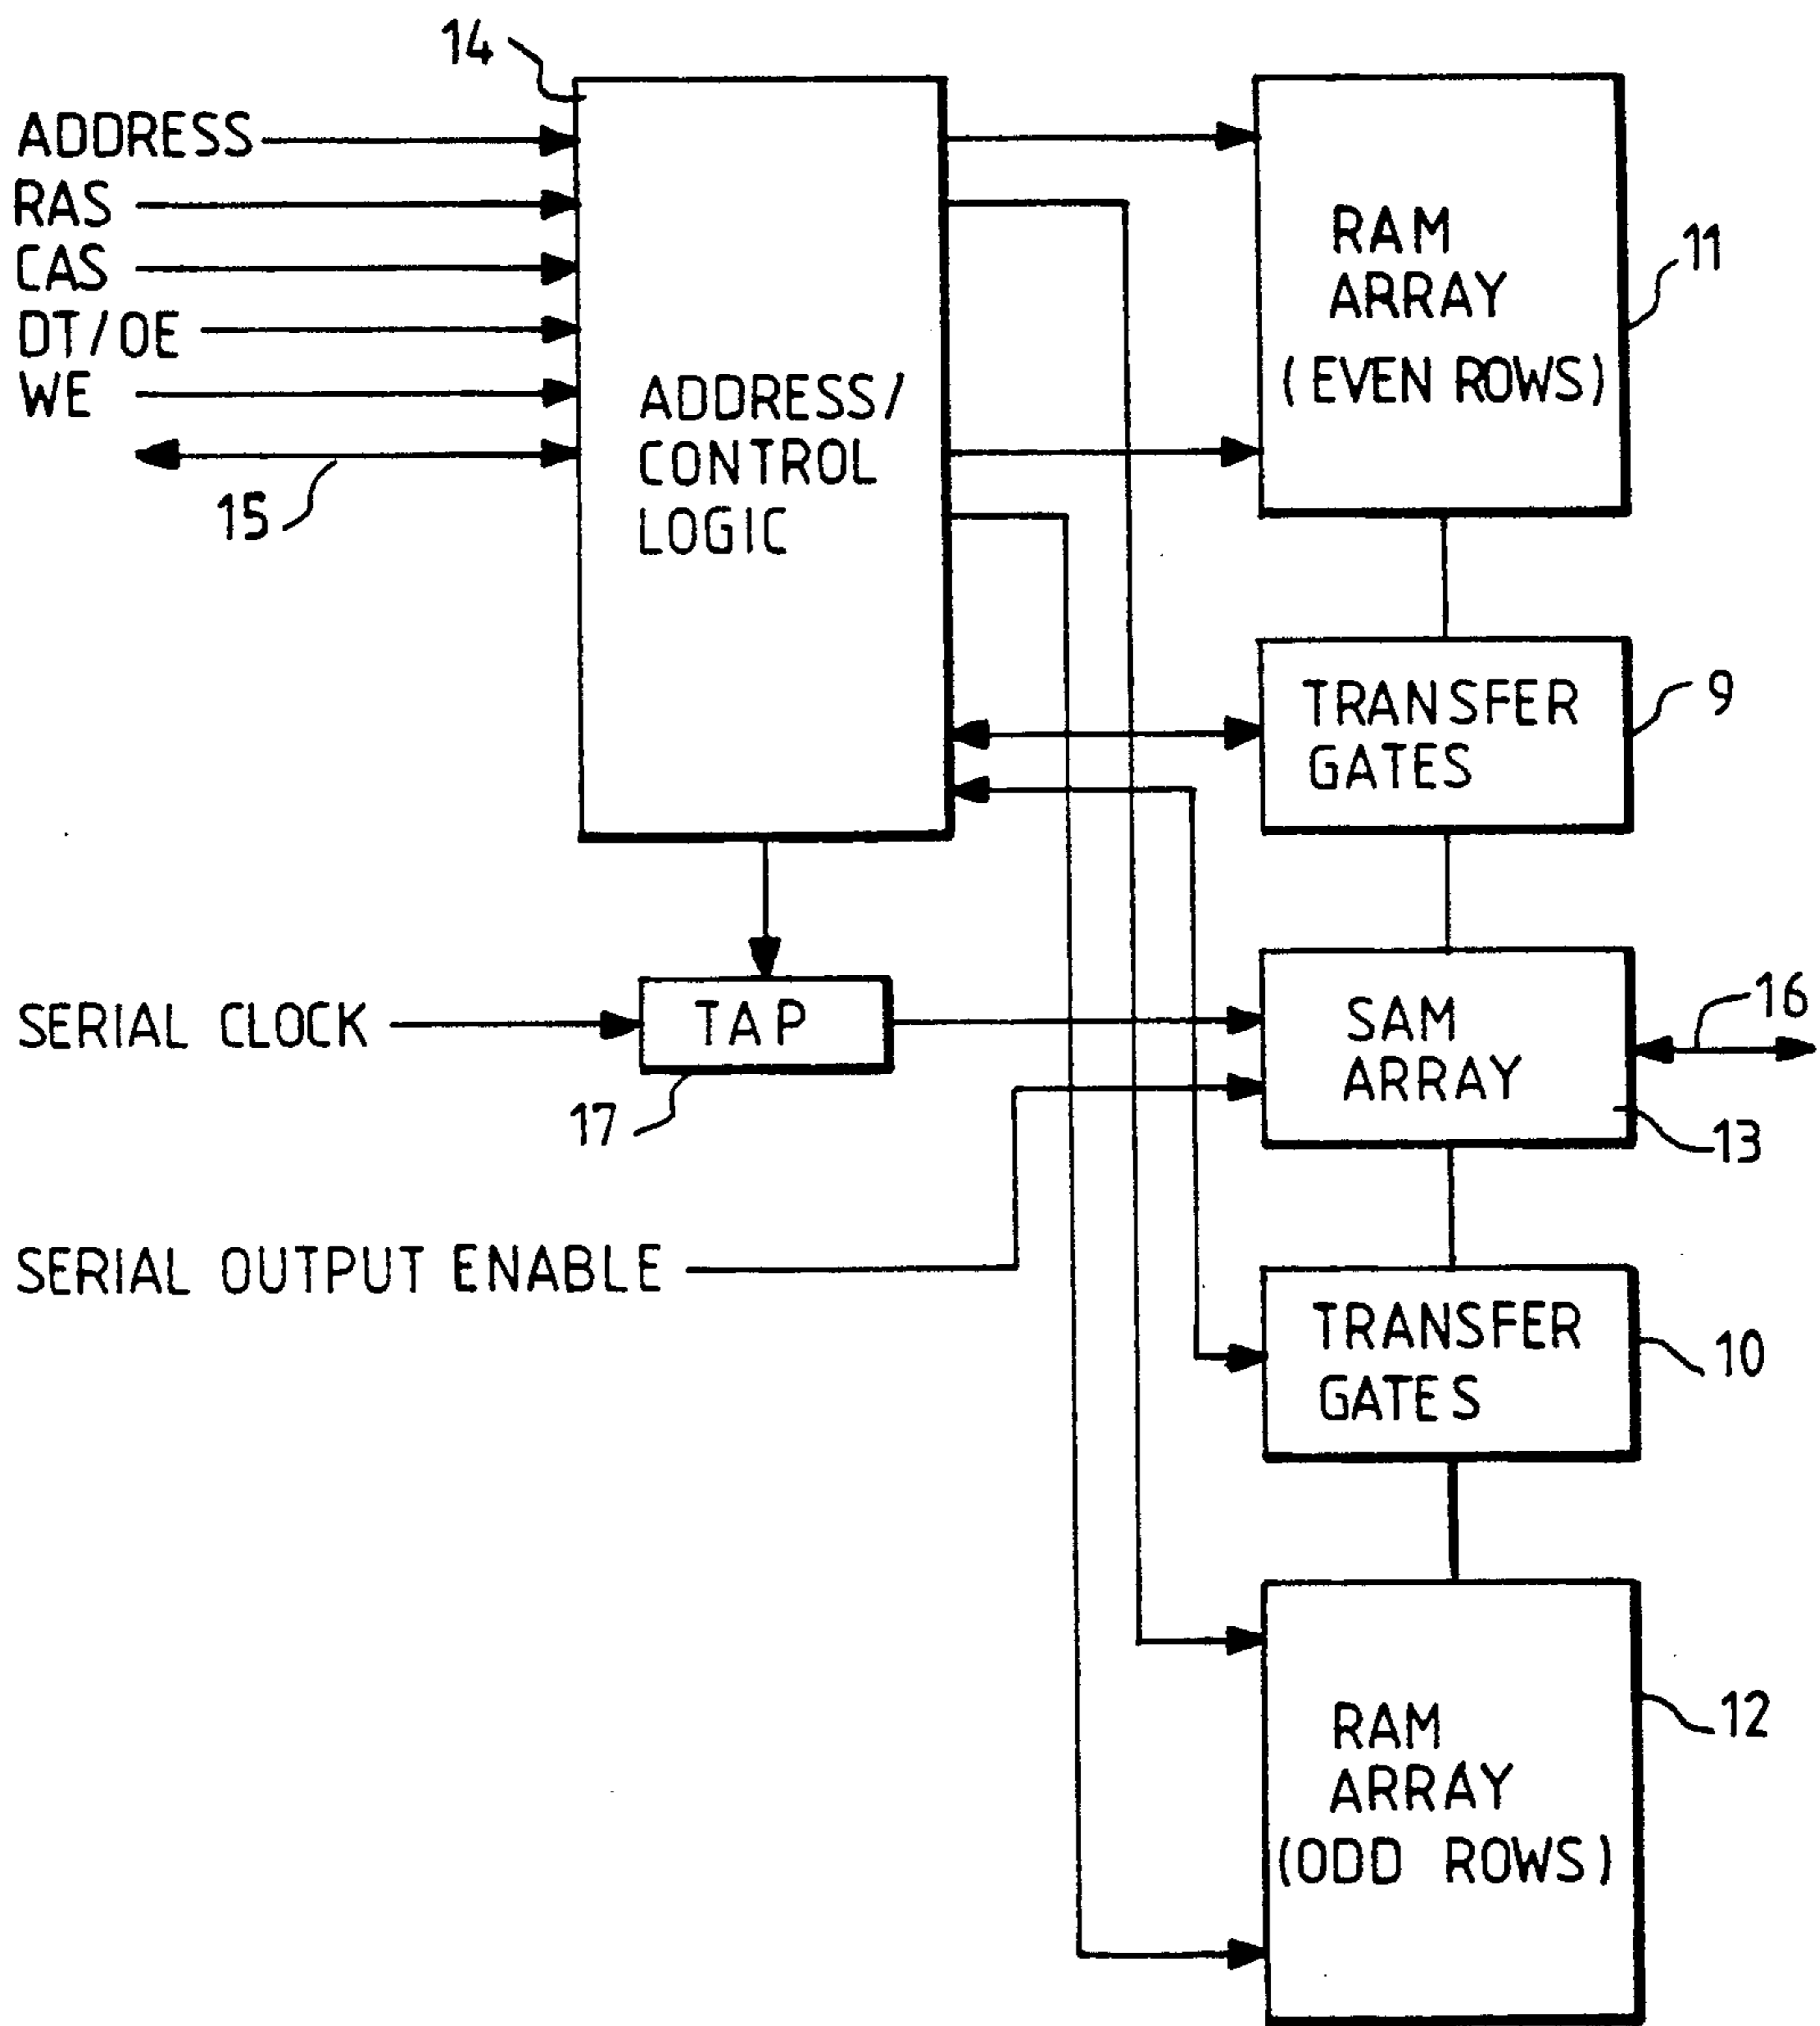 14
ADDRESS
RAS
CAS
DT/OE
WE
15
ADDRESS/
CONTROL
LOGIC
RAM
ARRAY
(EVEN ROWS)
11
TRANSFER
GATES
9
SERIAL CLOCK
TAP
17
SAM
ARRAY
16
13
SERIAL OUTPUT ENABLE
TRANSFER
GATES
10
RAM
ARRAY
(ODD ROWS)
12